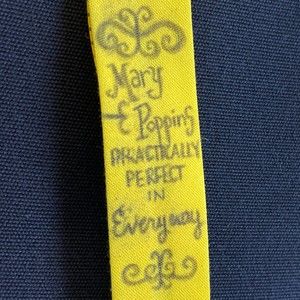 Mary
Poppins
PRACTICALLY
PERFECT
IN
Everyway